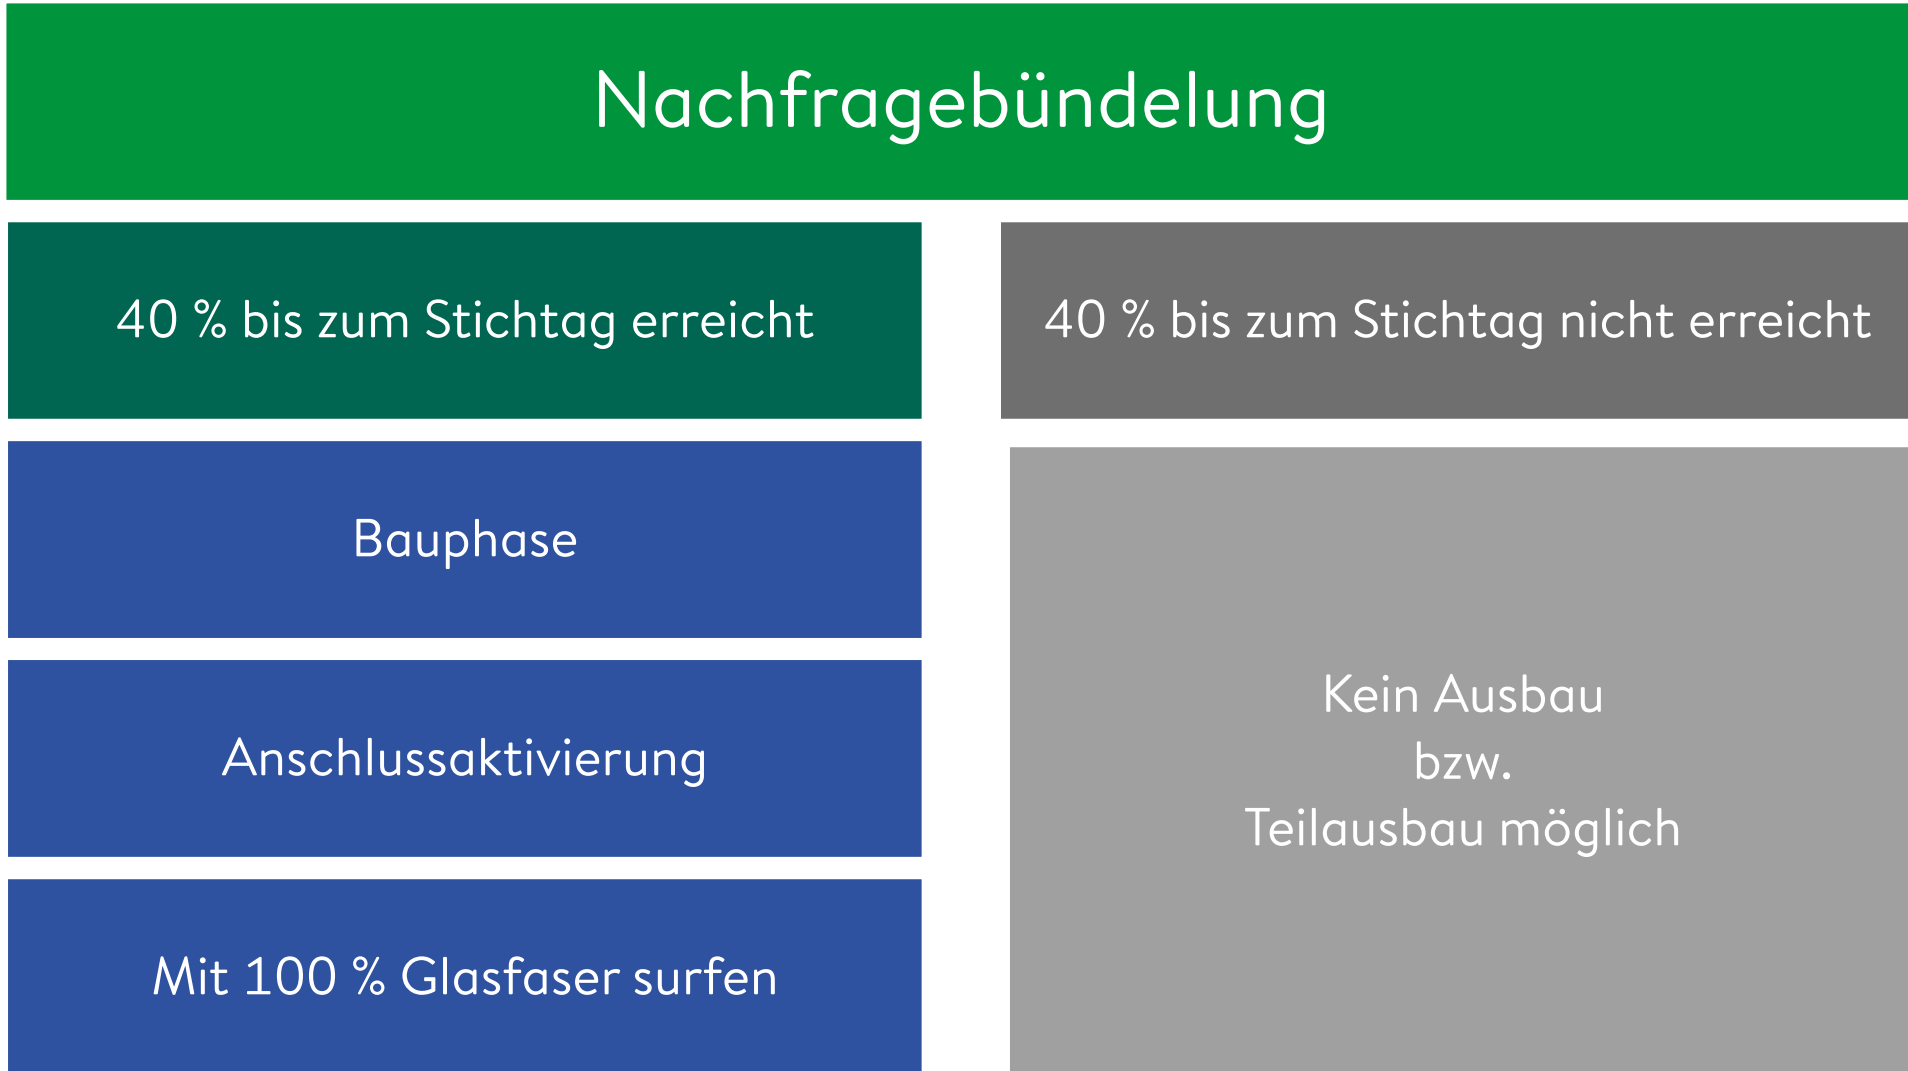 Nachfragebündelung
40 % bis zum Stichtag erreicht
40 % bis zum Stichtag nicht erreicht
Bauphase
Anschlussaktivierung
Mit 100 % Glasfaser surfen
Kein Ausbau
bzw.
Teilausbau möglich